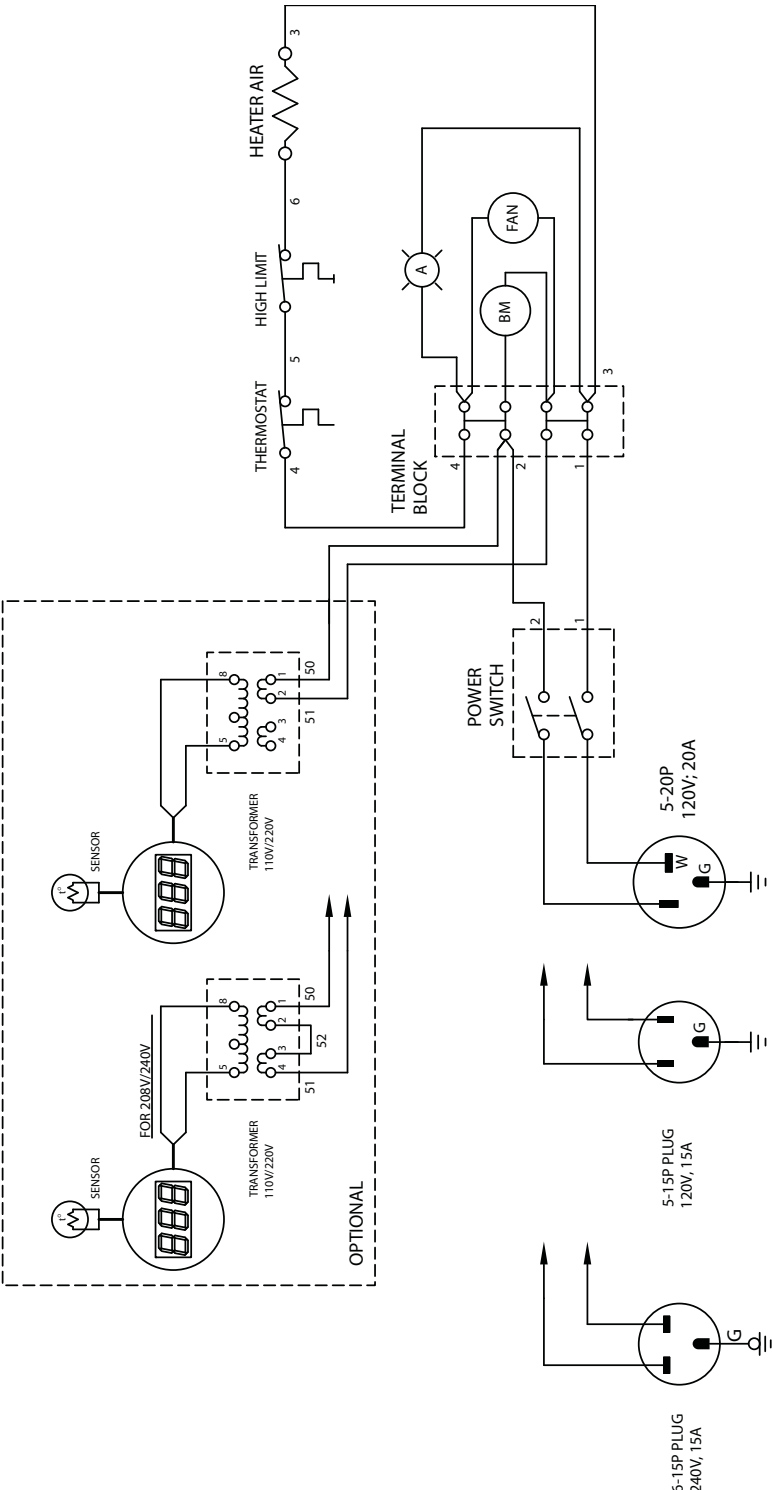 3
HEATER AIR
6
HIGH LIMIT
5
THERMOSTAT
4
A
FAN
BM
3
TERMINAL
BLOCK
4
2
1
SENSOR
t°
8
5
1
2
3
4
50
51
TRANSFORMER
110V/220V
FOR 208V/240V
SENSOR
t°
8
5
1
2
3
4
50
52
51
TRANSFORMER
110V/220V
OPTIONAL
POWER
SWITCH
2
1
5-20P
120V; 20A
W
G
5-15P PLUG
120V, 15A
G
6-15P PLUG
240V, 15A
G
888
888